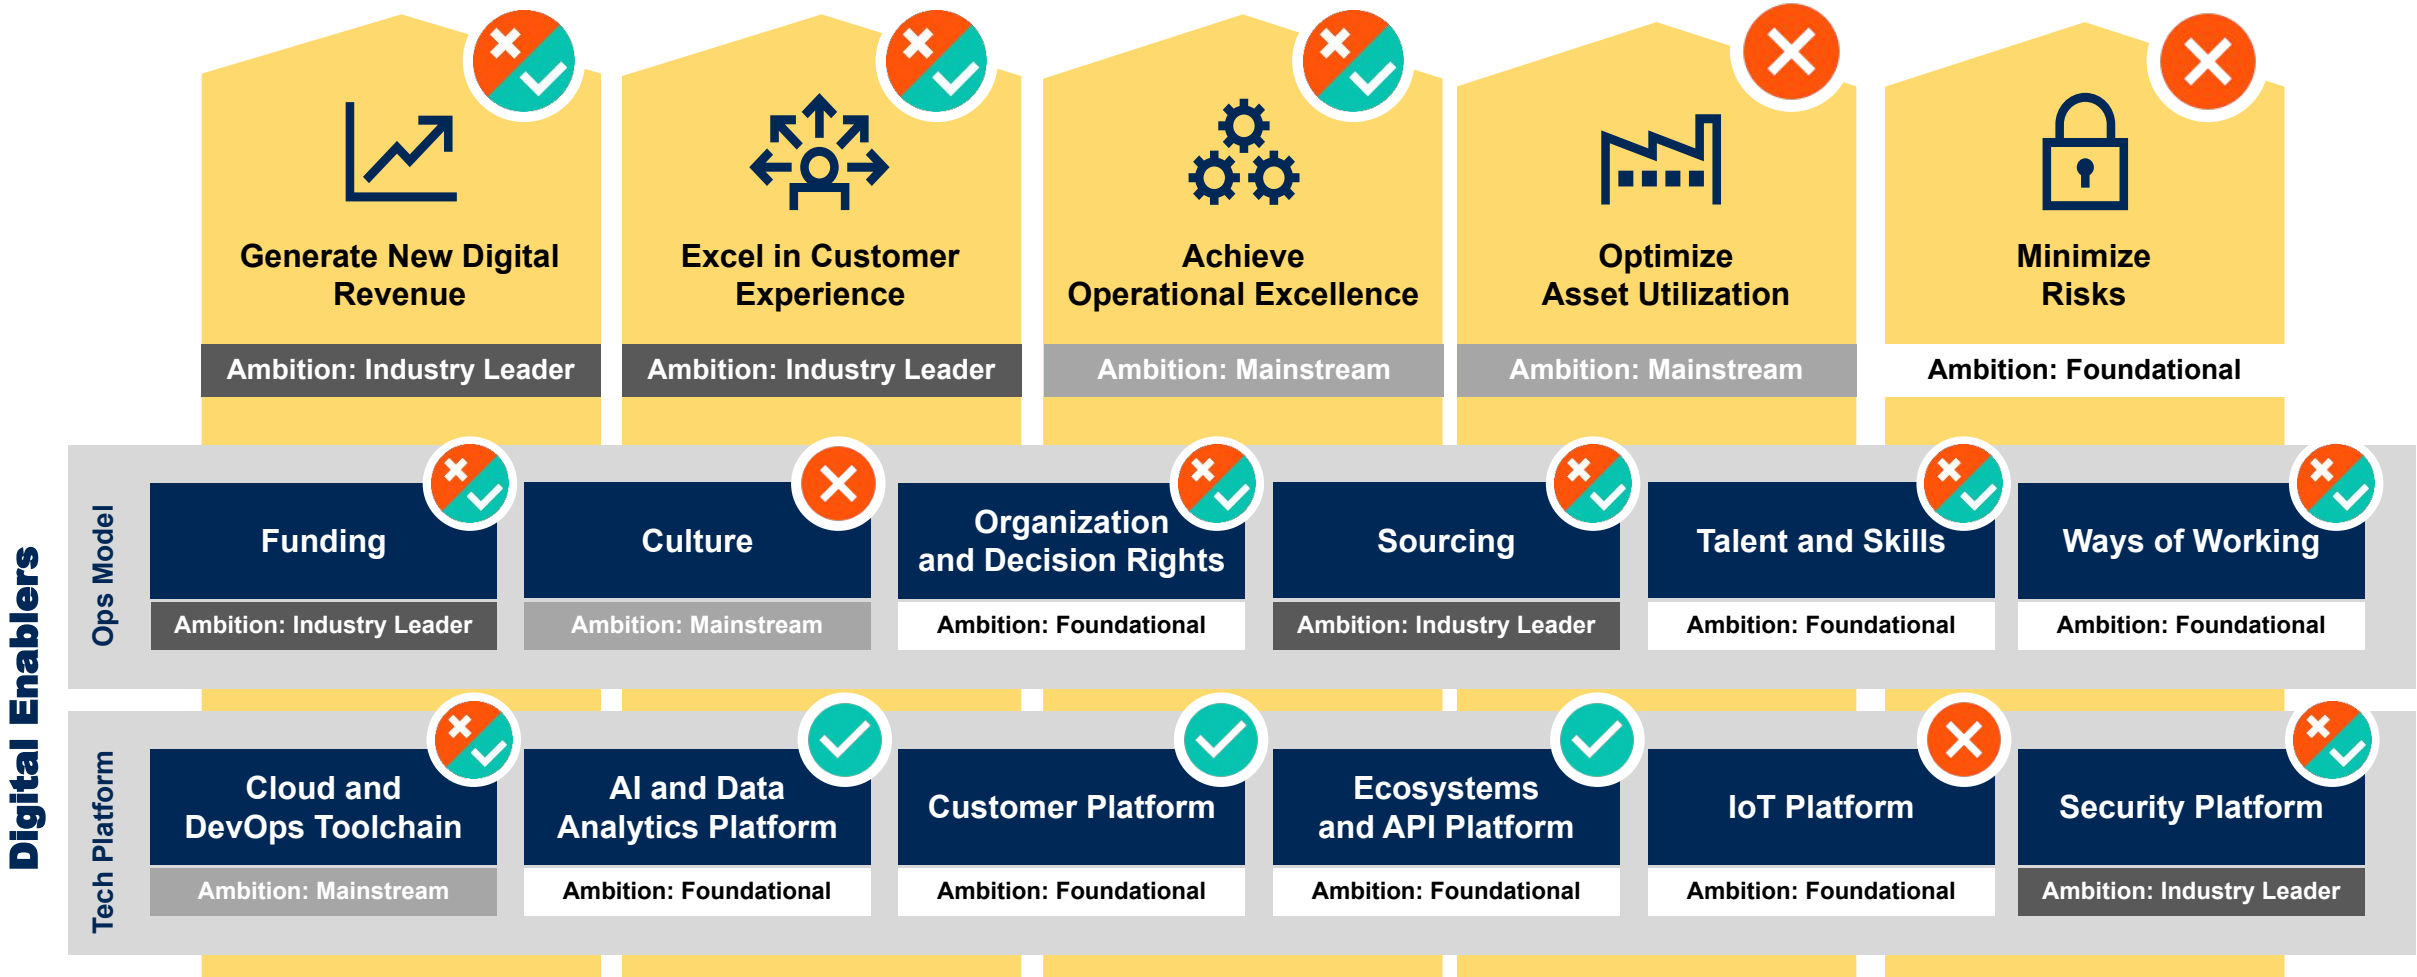 Generate New Digital
Revenue
Ambition: Industry Leader
Excel in Customer
Experience
Ambition: Industry Leader
Achieve
Operational Excellence
Ambition: Mainstream
Optimize
Asset Utilization
Ambition: Mainstream
Minimize
Risks
Ambition: Foundational
Digital Enablers
Ops Model
Funding
Ambition: Industry Leader
Culture
Ambition: Mainstream
Organization
and Decision Rights
Ambition: Foundational
Sourcing
Ambition: Industry Leader
Talent and Skills
Ambition: Foundational
Ways of Working
Ambition: Foundational
Tech Platform
Cloud and
DevOps Toolchain
Ambition: Mainstream
AI and Data
Analytics Platform
Ambition: Foundational
Customer Platform
Ambition: Foundational
Ecosystems
and API Platform
Ambition: Foundational
IoT Platform
Ambition: Foundational
Security Platform
Ambition: Industry Leader